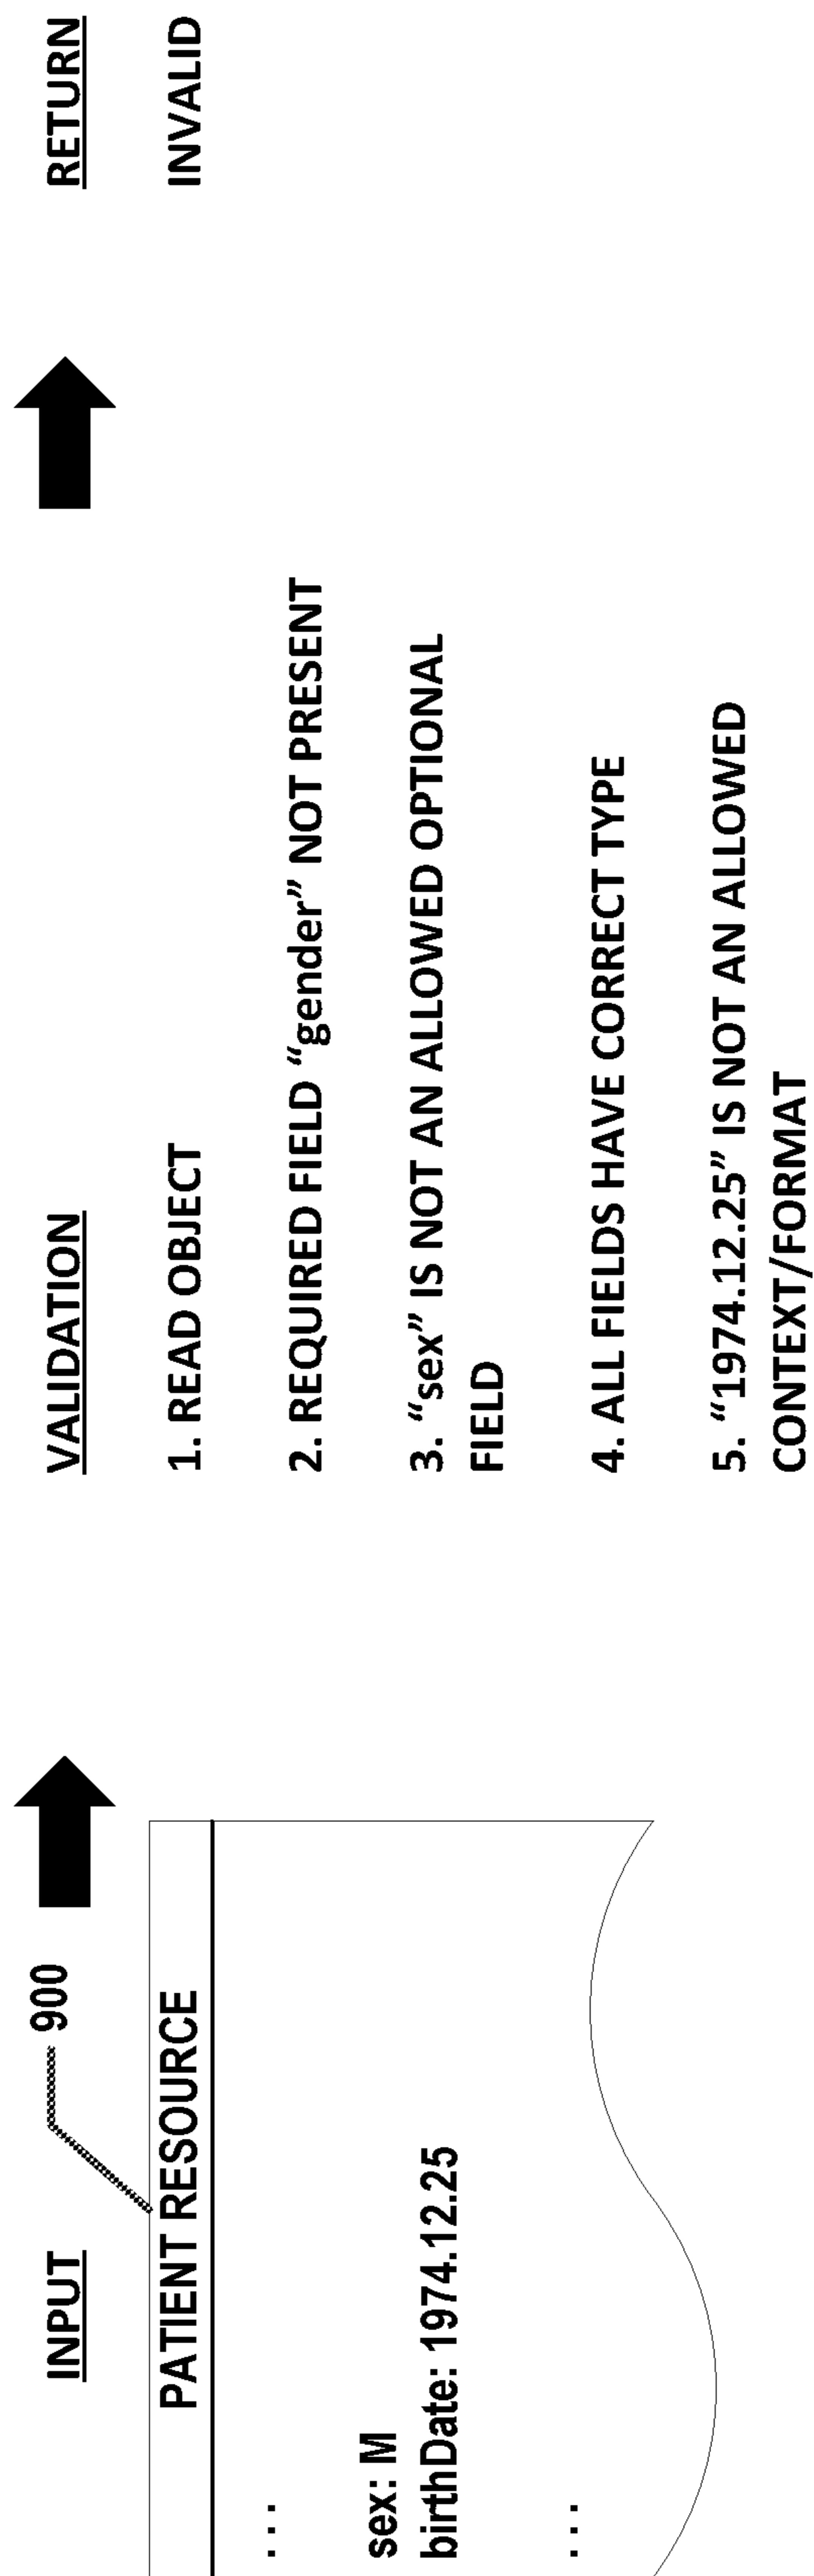 INPUT
900
PATIENT RESOURCE
. . .
sex: M
birthDate: 1974.12.25
. . .
VALIDATION
1. READ OBJECT
2. REQUIRED FIELD “gender” NOT PRESENT
3. “sex” IS NOT AN ALLOWED OPTIONAL
FIELD
4. ALL FIELDS HAVE CORRECT TYPE
5. “1974.12.25” IS NOT AN ALLOWED
CONTEXT/FORMAT
RETURN
INVALID